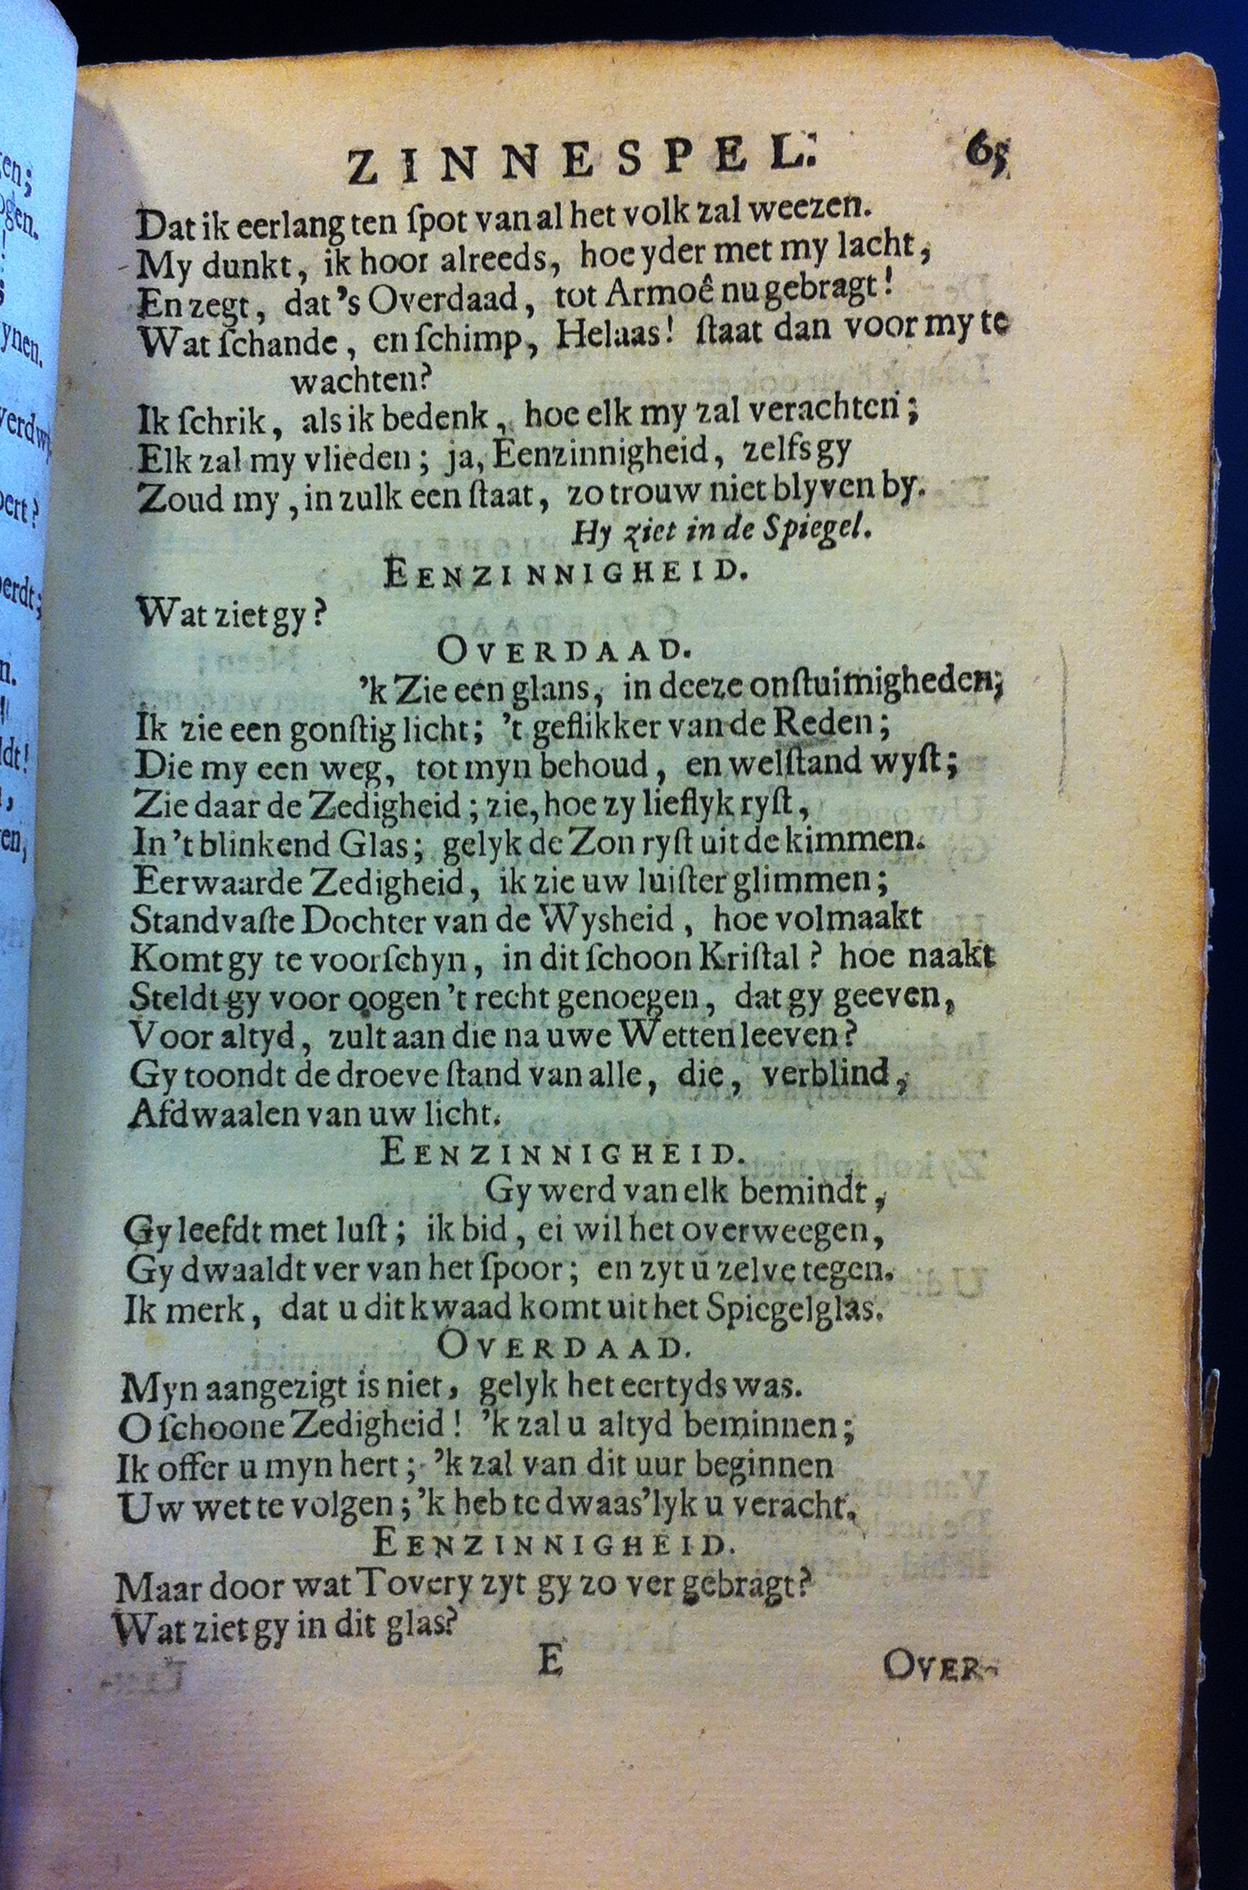 ZINNESPEL. 65
Dat ik eerlang ten ſpot van al het volk zal weezen.
My dunkt, ik hoor alreeds, hoe yder met my lacht,
En zegt, dat 's Overdaad, tot Armoê nu gebragt!
Wat ſchande, en ſchimp, Helaas! ſtaat dan voor my te
wachten?
Ik ſchrik, als ik bedenk, hoe elk my zal verachten;
Elk zal my vlieden; ja, Eenzinnigheid, zelfs gy
Zoud my, in zulk een ſtaat, zo trouw niet blyven by.
Hy ziet in de Spiegel.
EENZINNIGHEID.
Wat ziet gy?
OVERDAAD.
'k Zie een glans, in deeze onſtuimigheden;
Ik zie een gonſtig licht; 't geflikker van de Reden;
Die my een weg, tot myn behoud, en welſtand wyſt;
Zie daar de Zedigheid; zie, hoe zy lieflyk ryſt,
In 't blinkend Glas; gelyk de Zon ryſt uit de kimmen.
Eerwaarde Zedigheid, ik zie uw luiſter glimmen;
Standvaſte Dochter van de Wysheid, hoe volmaakt
Komt gy te voorſchyn, in dit ſchoon Kriſtal? hoe naakt
Steldt gy voor oogen 't recht genoegen, dat gy geeven,
Voor altyd, zult aan die na uwe Wetten leeven?
Gy toondt de droeve ſtand van alle, die, verblind,
Afdwaalen van uw licht.
EENZINNIGHEID.
Gy werd van elk bemindt,
Gy leefdt met luſt; ik bid, ei wil het overweegen,
Gy dwaaldt ver van het ſpoor; en zyt u zelve tegen.
Ik merk, dat u dit kwaad komt uit het Spiegelglas.
OVERDAAD.
Myn aangezigt is niet, gelyk het eertyds was.
O ſchoone Zedigheid! 'k zal u altyd beminnen;
Ik offer u myn hert; 'k zal van dit uur beginnen
Uw wet te volgen; 'k heb te dwaas'lyk u veracht.
EENZINNIGHEID.
Maar door wat Tovery zyt gy zo ver gebragt?
Wat ziet gy in dit glas?
E OVER-